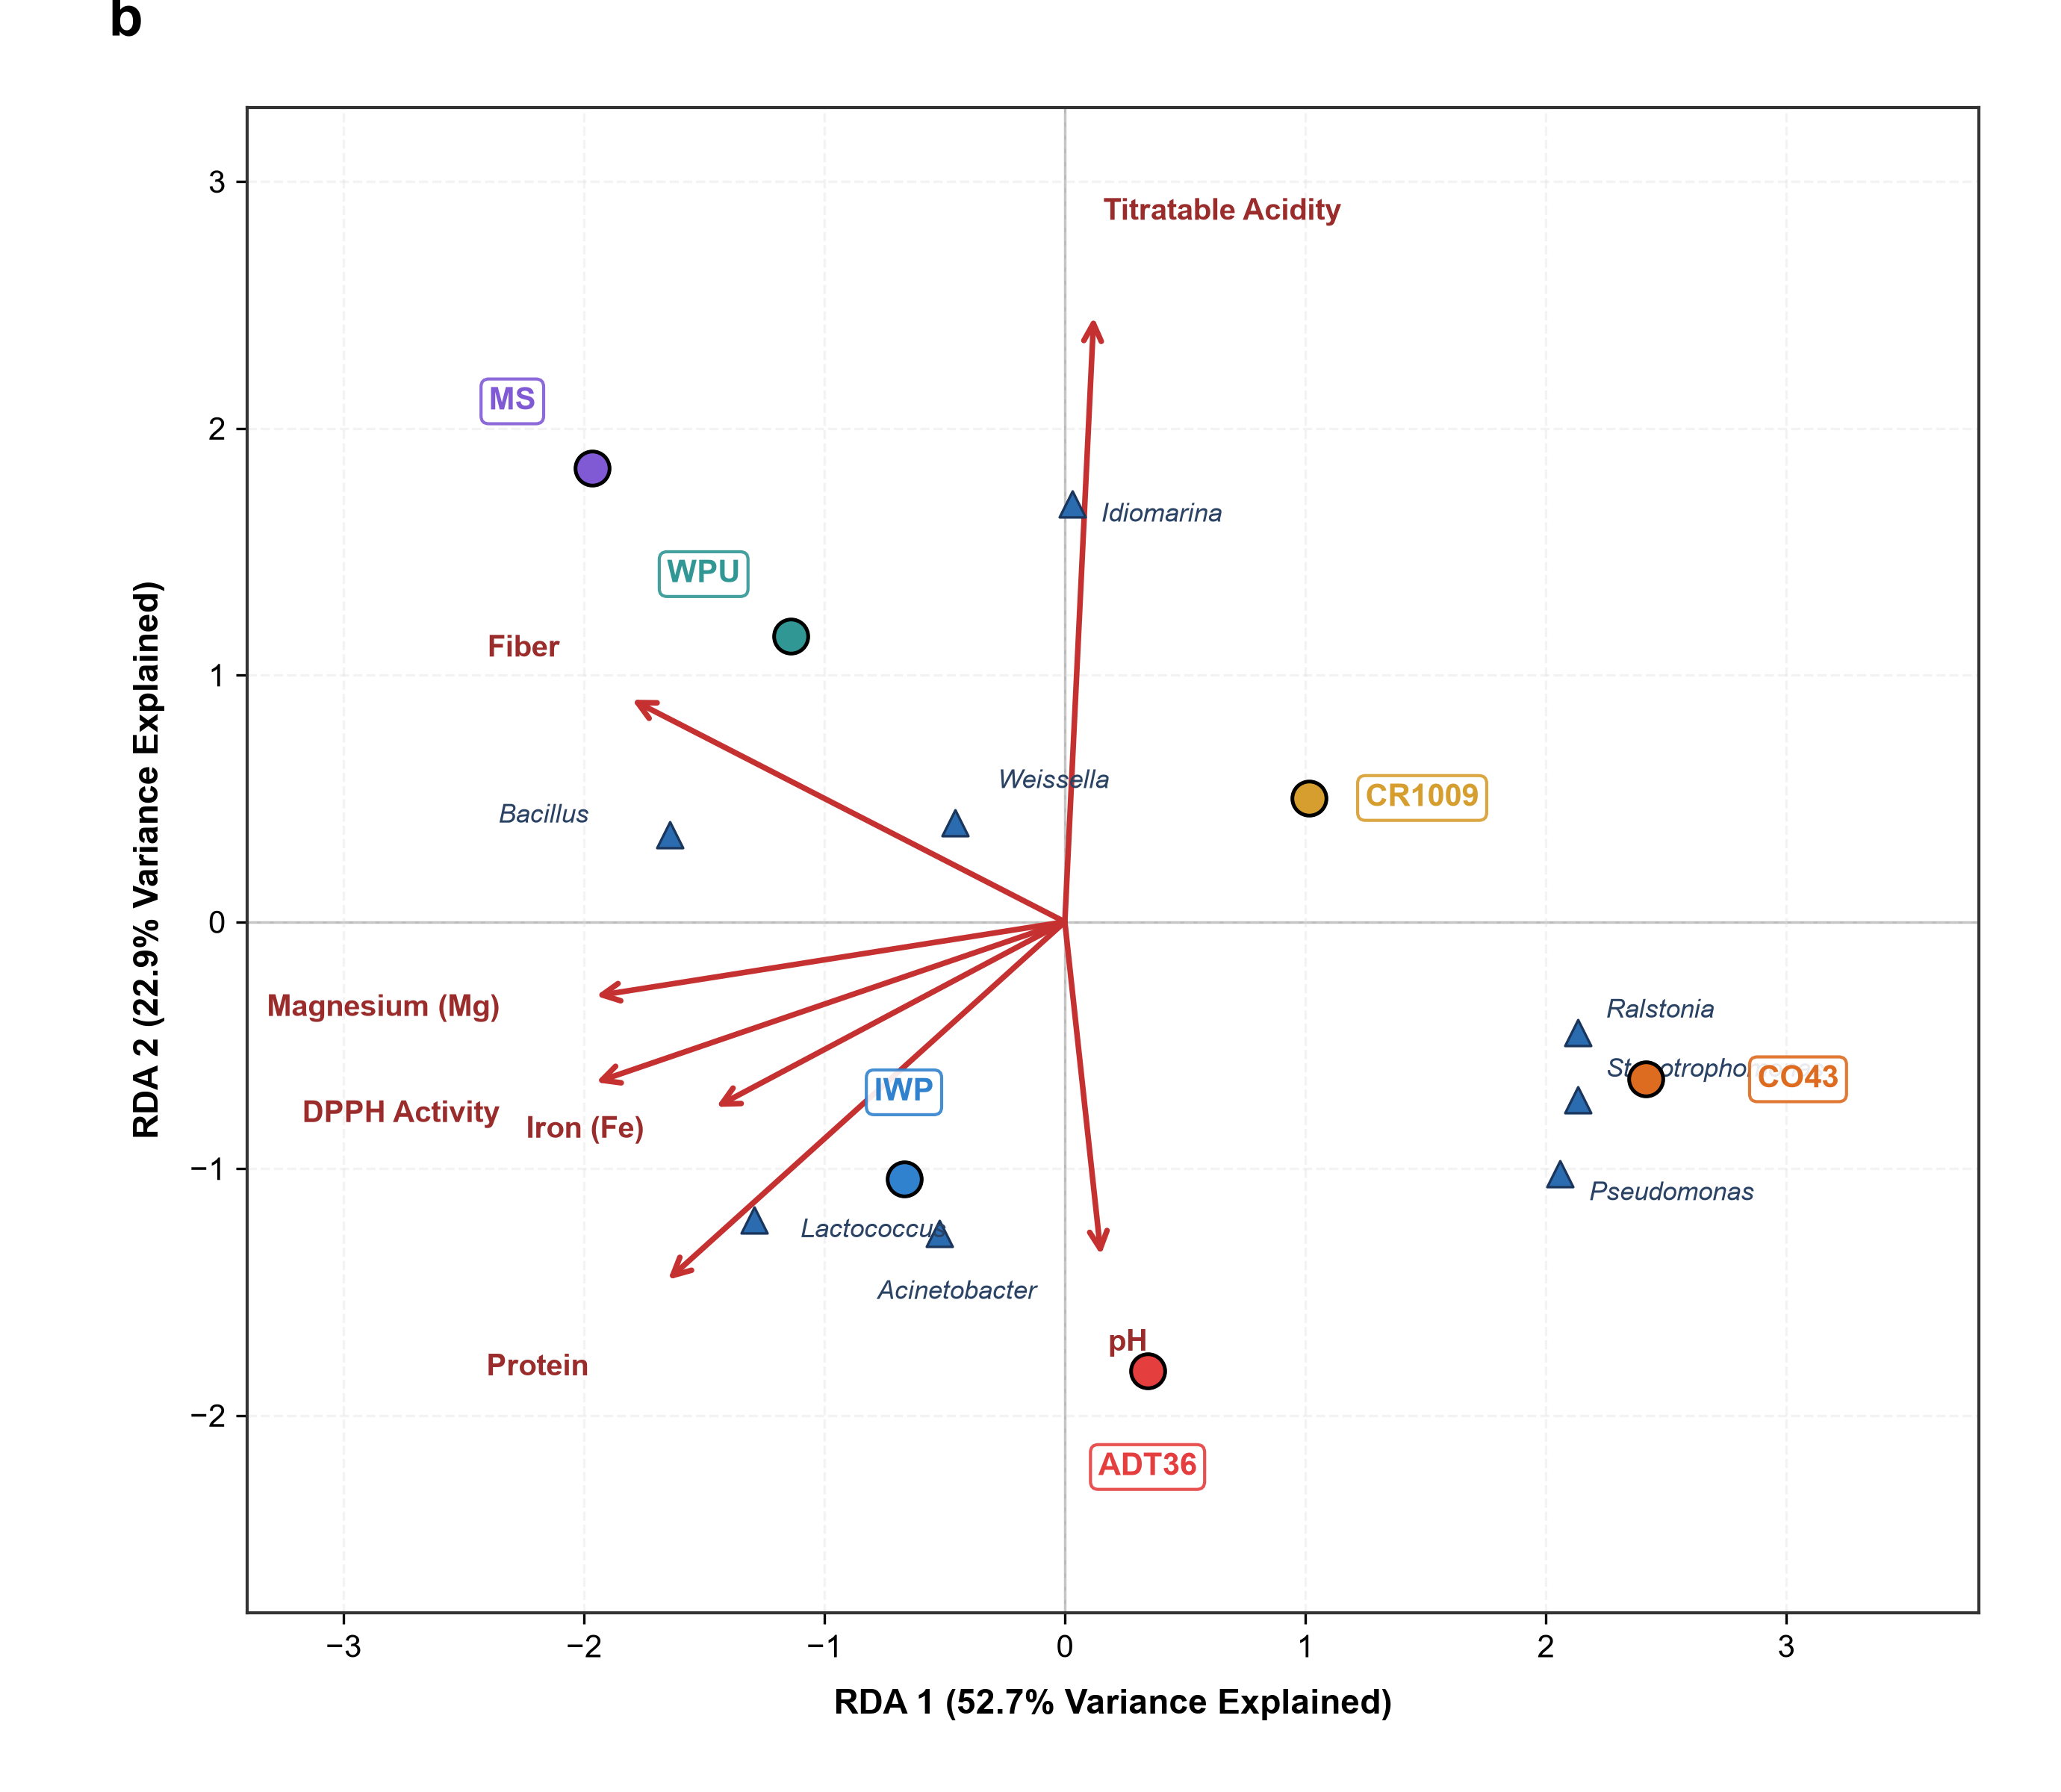 b
3
Titratable Acidity
MS
2
Idiomarina
WPU
Fiber
1
Weissella
CR1009
Bacillus
0
Magnesium (Mg)
Ralstonia
IWP
CO43
DPPH Activity
Iron (Fe)
−1
Pseudomonas
Lactococcus
Acinetobacter
pH
Protein
−2
ADT36
−3
−2
−1
0
1
2
3
RDA 1 (52.7% Variance Explained)
RDA 2 (22.9% Variance Explained)